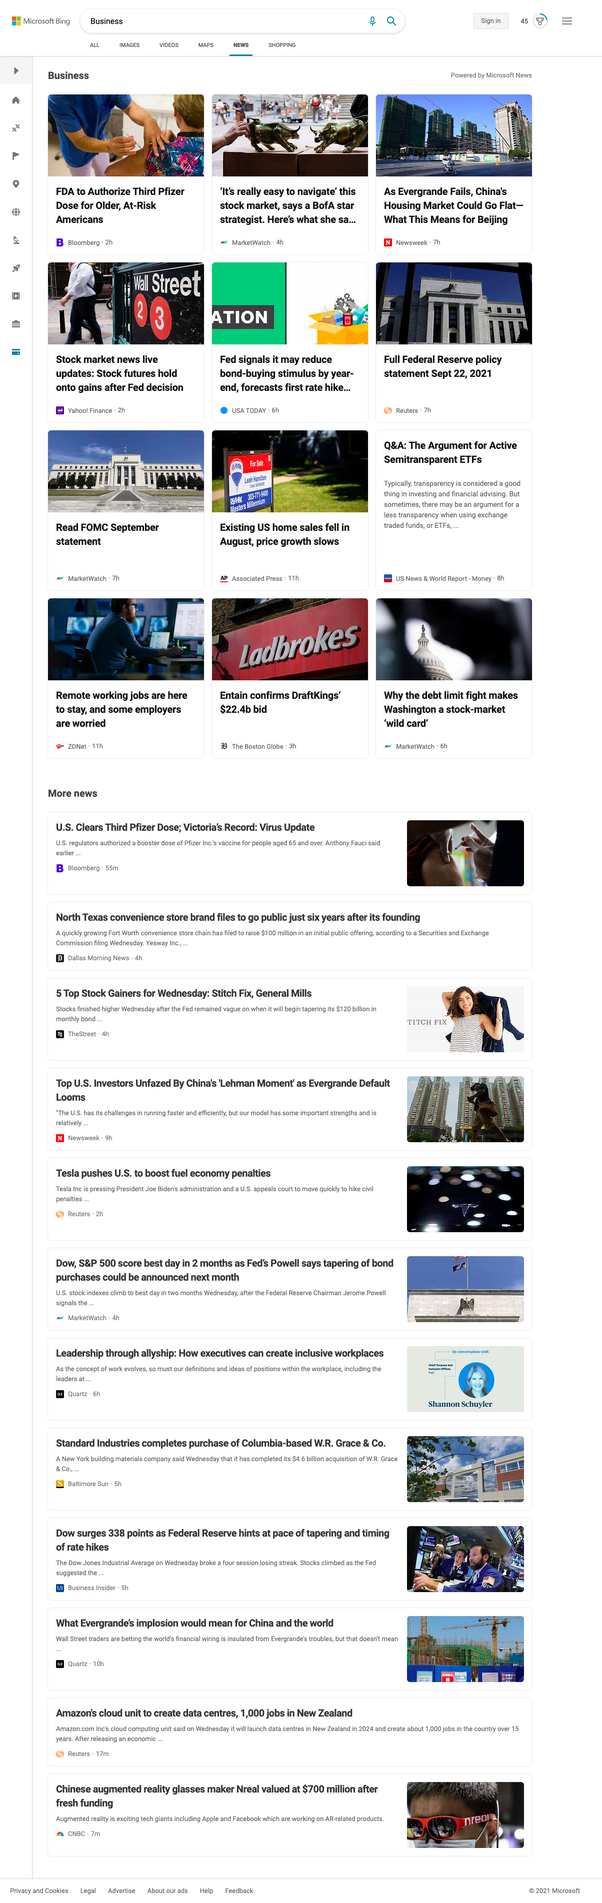 Microsoft Bing
Business
Sign in
45
ALL IMAGES VIDEOS MAPS NEWS SHOPPING
Business
Powered by Microsoft News
FDA to Authorize Third Pfizer
Dose for Older, At-Risk
Americans
Bloomberg · 2h
'It's really easy to navigate' this
stock market, says a BofA star
strategist. Here's what she sa...
MarketWatch · 4h
As Evergrande Fails, China's
Housing Market Could Go Flat—
What This Means for Beijing
Newsweek · 7h
Wall Street
2 3
Stock market news live
updates: Stock futures hold
onto gains after Fed decision
Yahoo! Finance · 2h
ATION
Fed signals it may reduce
bond-buying stimulus by year-
end, forecasts first rate hike...
USA TODAY · 6h
Full Federal Reserve policy
statement Sept 22, 2021
Reuters · 7h
Read FOMC September
statement
MarketWatch · 7h
For Sale
Existing US home sales fell in
August, price growth slows
AP Associated Press · 11h
Q&A: The Argument for Active
Semitransparent ETFs
Typically, transparency is considered a good
thing in investing and financial advising. But
sometimes, there may be an argument for a
less transparency when using exchange
traded funds, or ETFs, ...
US News & World Report - Money · 8h
Remote working jobs are here
to stay, and some employers
are worried
ZDNet · 11h
Ladbrokes
Entain confirms DraftKings'
$22.4b bid
The Boston Globe · 3h
Why the debt limit fight makes
Washington a stock-market
'wild card'
MarketWatch · 6h
More news
U.S. Clears Third Pfizer Dose; Victoria's Record: Virus Update
U.S. regulators authorized a booster dose of Pfizer Inc.'s vaccine for people aged 65 and over. Anthony Fauci said
earlier ...
Bloomberg · 55m
North Texas convenience store brand files to go public just six years after its founding
A quickly growing Fort Worth convenience store chain has filed to raise $100 million in an initial public offering, according to a Securities and Exchange
Commission filing Wednesday. Yesway Inc., ...
Dallas Morning News · 4h
5 Top Stock Gainers for Wednesday: Stitch Fix, General Mills
Stocks finished higher Wednesday after the Fed remained vague on when it will begin tapering its $120 billion in
monthly bond ...
TheStreet · 4h
TITCH FIX
Top U.S. Investors Unfazed By China's 'Lehman Moment' as Evergrande Default
Looms
"The U.S. has its challenges in running faster and efficiently, but our model has some important strengths and is
relatively ...
Newsweek · 9h
Tesla pushes U.S. to boost fuel economy penalties
Tesla Inc is pressing President Joe Biden's administration and a U.S. appeals court to move quickly to hike civil
penalties ...
Reuters · 2h
Dow, S&P 500 score best day in 2 months as Fed's Powell says tapering of bond
purchases could be announced next month
U.S. stock indexes climb to best day in two months Wednesday, after the Federal Reserve Chairman Jerome Powell
signals the ...
MarketWatch · 4h
Leadership through allyship: How executives can create inclusive workplaces
As the concept of work evolves, so must our definitions and ideas of positions within the workplace, including the
leaders at ...
Quartz · 6h
Shannon Schuyler
Standard Industries completes purchase of Columbia-based W.R. Grace & Co.
A New York building materials company said Wednesday that it has completed its $4.6 billion acquisition of W.R. Grace
& Co., ...
Baltimore Sun · 5h
Dow surges 338 points as Federal Reserve hints at pace of tapering and timing
of rate hikes
The Dow Jones Industrial Average on Wednesday broke a four session losing streak. Stocks climbed as the Fed
suggested the ...
Business Insider · 5h
What Evergrande's implosion would mean for China and the world
Wall Street traders are betting the world's financial wiring is insulated from Evergrande's troubles, but that doesn't mean
...
Quartz · 10h
Amazon's cloud unit to create data centres, 1,000 jobs in New Zealand
Amazon.com Inc's cloud computing unit said on Wednesday it will launch data centres in New Zealand in 2024 and create about 1,000 jobs in the country over 15
years. After releasing an economic ...
Reuters · 17m
Chinese augmented reality glasses maker Nreal valued at $700 million after
fresh funding
Augmented reality is exciting tech giants including Apple and Facebook which are working on AR-related products.
CNBC · 7m
nreal
Privacy and Cookies Legal Advertise About our ads Help Feedback
© 2021 Microsoft